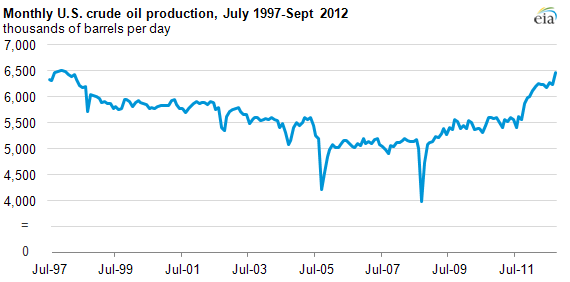 Monthly U.S. crude oil production, July 1997-Sept 2012
thousands of barrels per day
eia
7,000
6,500
6,000
5,500
5,000
4,500
4,000
=
0
Jul-97 Jul-99 Jul-01 Jul-03 Jul-05 Jul-07 Jul-09 Jul-11